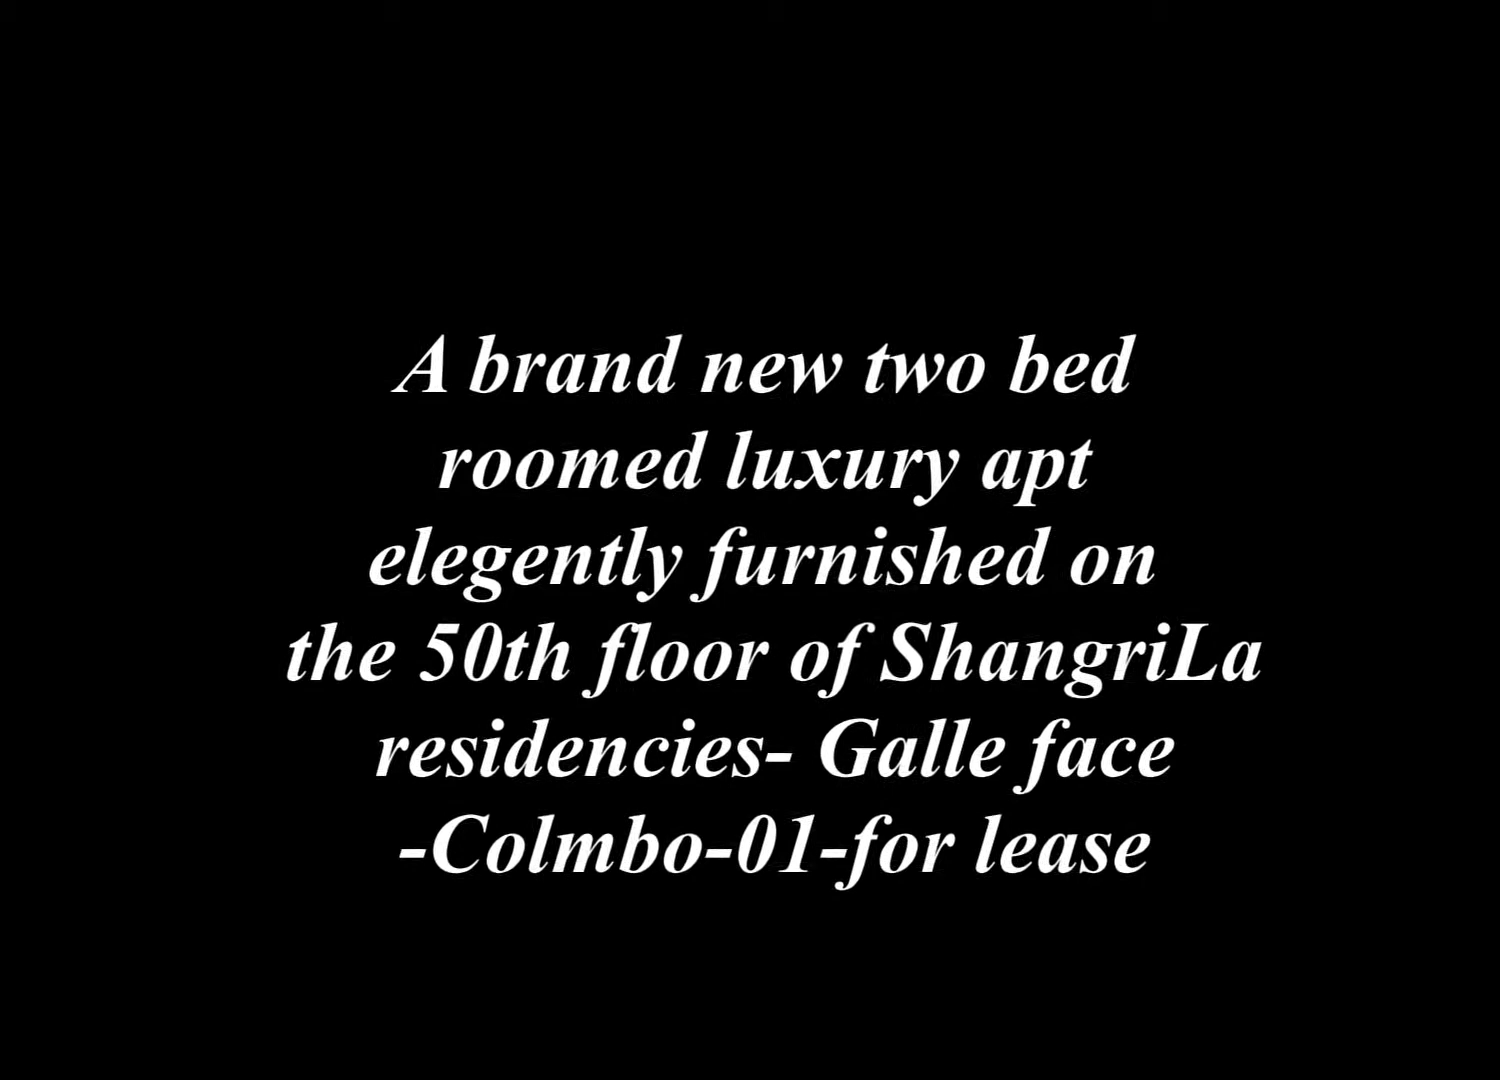 A brand new two bed
roomed luxury apt
elegently furnished on
the 50th floor of ShangriLa
residencies- Galle face
-Colmbo-01-for lease